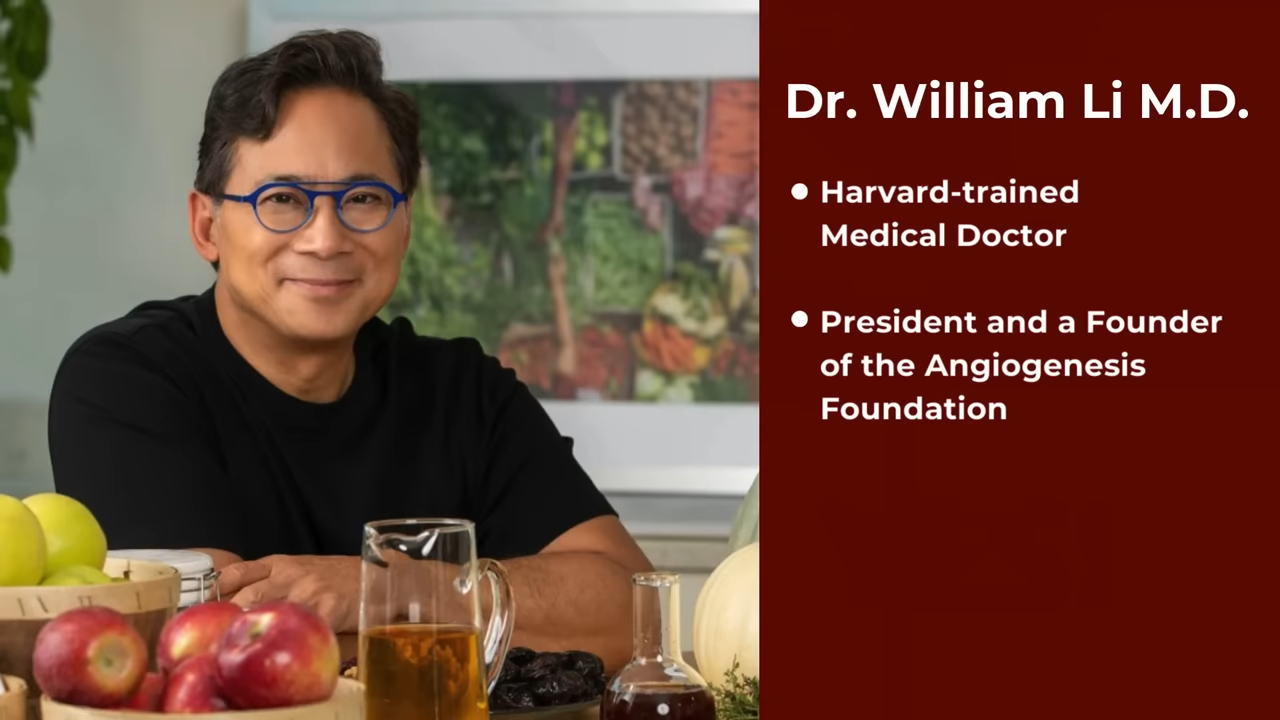 Dr. William Li M.D.
Harvard-trained
Medical Doctor
President and a Founder
of the Angiogenesis
Foundation